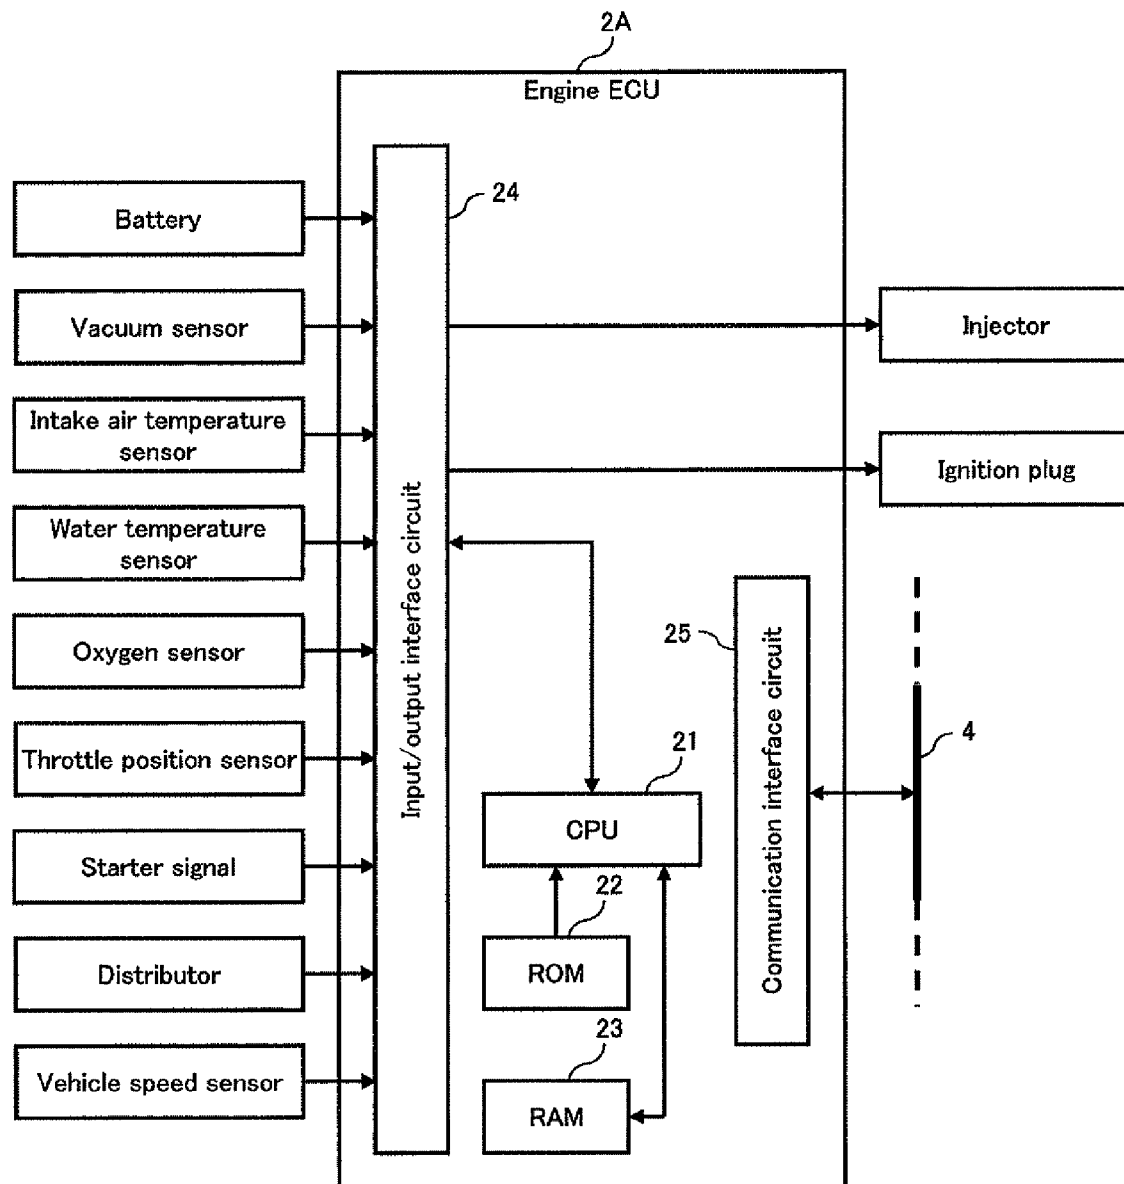 2A
Engine ECU
24
Battery
Vacuum sensor
Injector
Intake air temperature
sensor
Ignition plug
Water temperature
sensor
Input/output interface circuit
Oxygen sensor
25
Communication interface circuit
4
Throttle position sensor
21
CPU
Starter signal
22
ROM
Distributor
23
RAM
Vehicle speed sensor